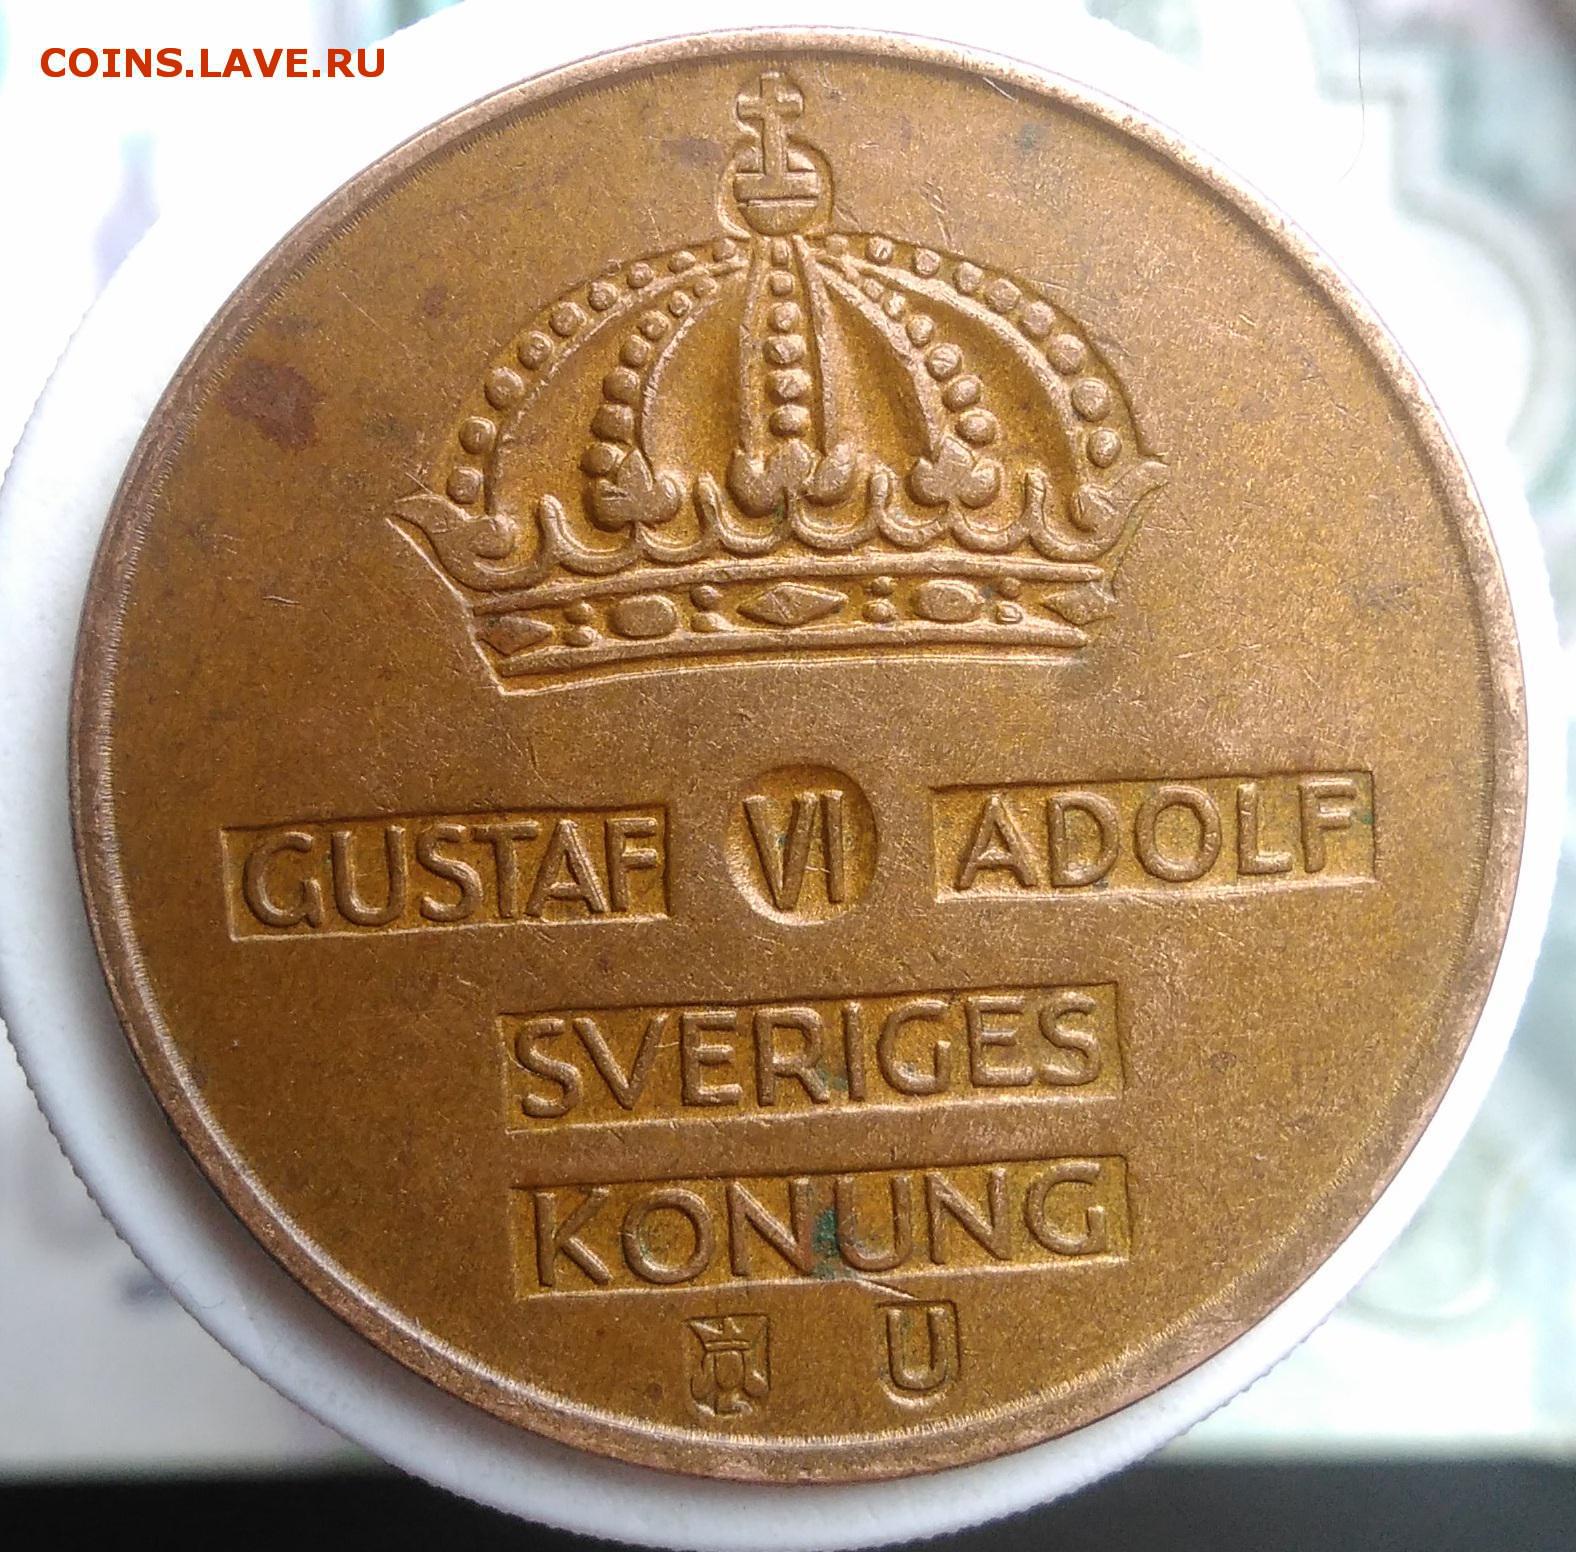 COINS.LAVE.RU
GUSTAF VI ADOLF
SVERIGES
KONUNG
U